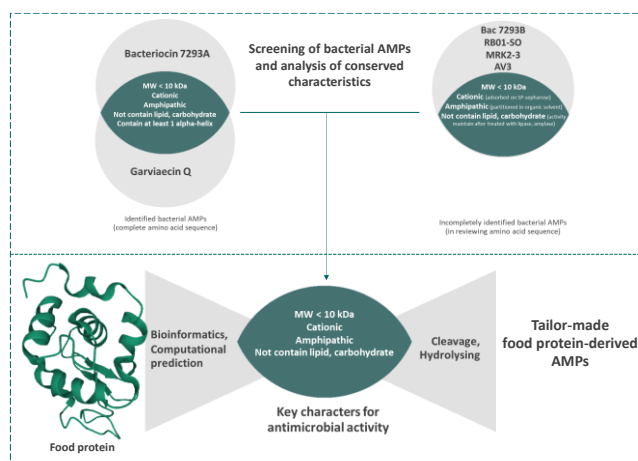 Bacteriocin 7293A
MW < 10 kDa
Cationic
Amphipathic
Not contain lipid, carbohydrate
Contain at least 1 alpha-helix
Garviaecin Q
Identified bacterial AMPs
(complete amino acid sequence)
Screening of bacterial AMPs
and analysis of conserved
characteristics
Bac 7293B
RB01-SO
MRK2-3
AV3
MW < 10 kDa
Cationic (adsorbed on SP sepharose)
Amphipathic (partitioned in organic solvent)
Not contain lipid, carbohydrate (activity
maintain after treated with lipase, amylase)
Incompletely identified bacterial AMPs
(in reviewing amino acid sequence)
Food protein
Bioinformatics,
Computational
prediction
MW < 10 kDa
Cationic
Amphipathic
Not contain lipid, carbohydrate
Key characters for
antimicrobial activity
Cleavage,
Hydrolysing
Tailor-made
food protein-derived
AMPs